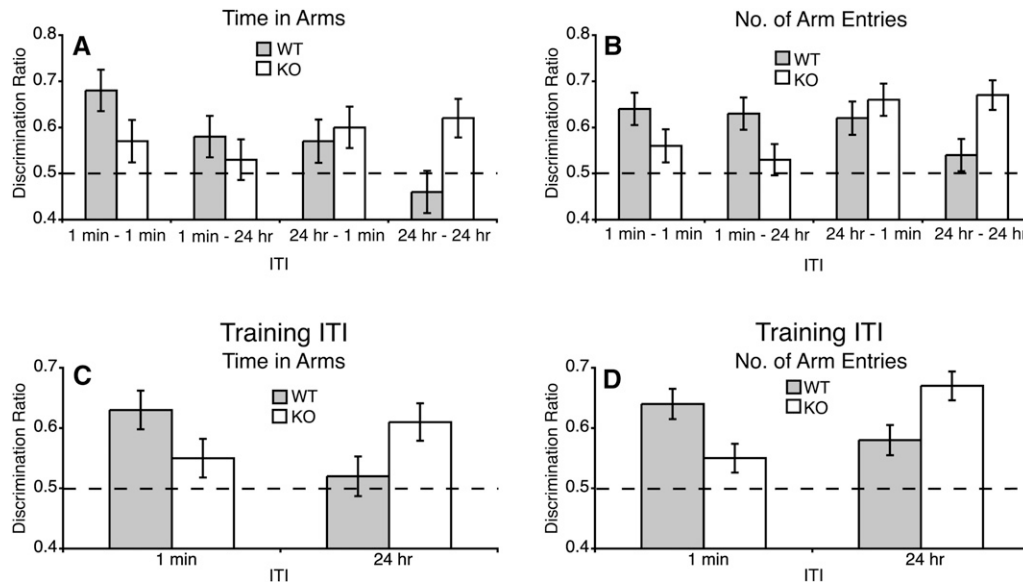 Time in Arms
A
WT
KO
Discrimination Ratio
0.8
0.7
0.6
0.5
0.4
1 min - 1 min
1 min - 24 hr
24 hr - 1 min
24 hr - 24 hr
ITI
No. of Arm Entries
B
WT
KO
Discrimination Ratio
0.8
0.7
0.6
0.5
0.4
1 min - 1 min
1 min - 24 hr
24 hr - 1 min
24 hr - 24 hr
ITI
Training ITI
Time in Arms
C
WT
KO
Discrimination Ratio
0.7
0.6
0.5
0.4
1 min
24 hr
ITI
Training ITI
No. of Arm Entries
D
WT
KO
Discrimination Ratio
0.7
0.6
0.5
0.4
1 min
24 hr
ITI